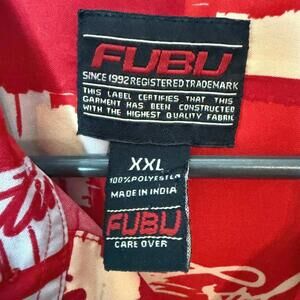 FUBU
SINCE 1992 REGISTERED TRADEMARK
THIS LABEL CERTIFIES THAT THIS
GARMENT HAS BEEN CONSTRUCTED
WITH THE HIGHEST QUALITY FABRIC
XXL
100% POLYESTER
MADE IN INDIA
FUBU
CARE OVER